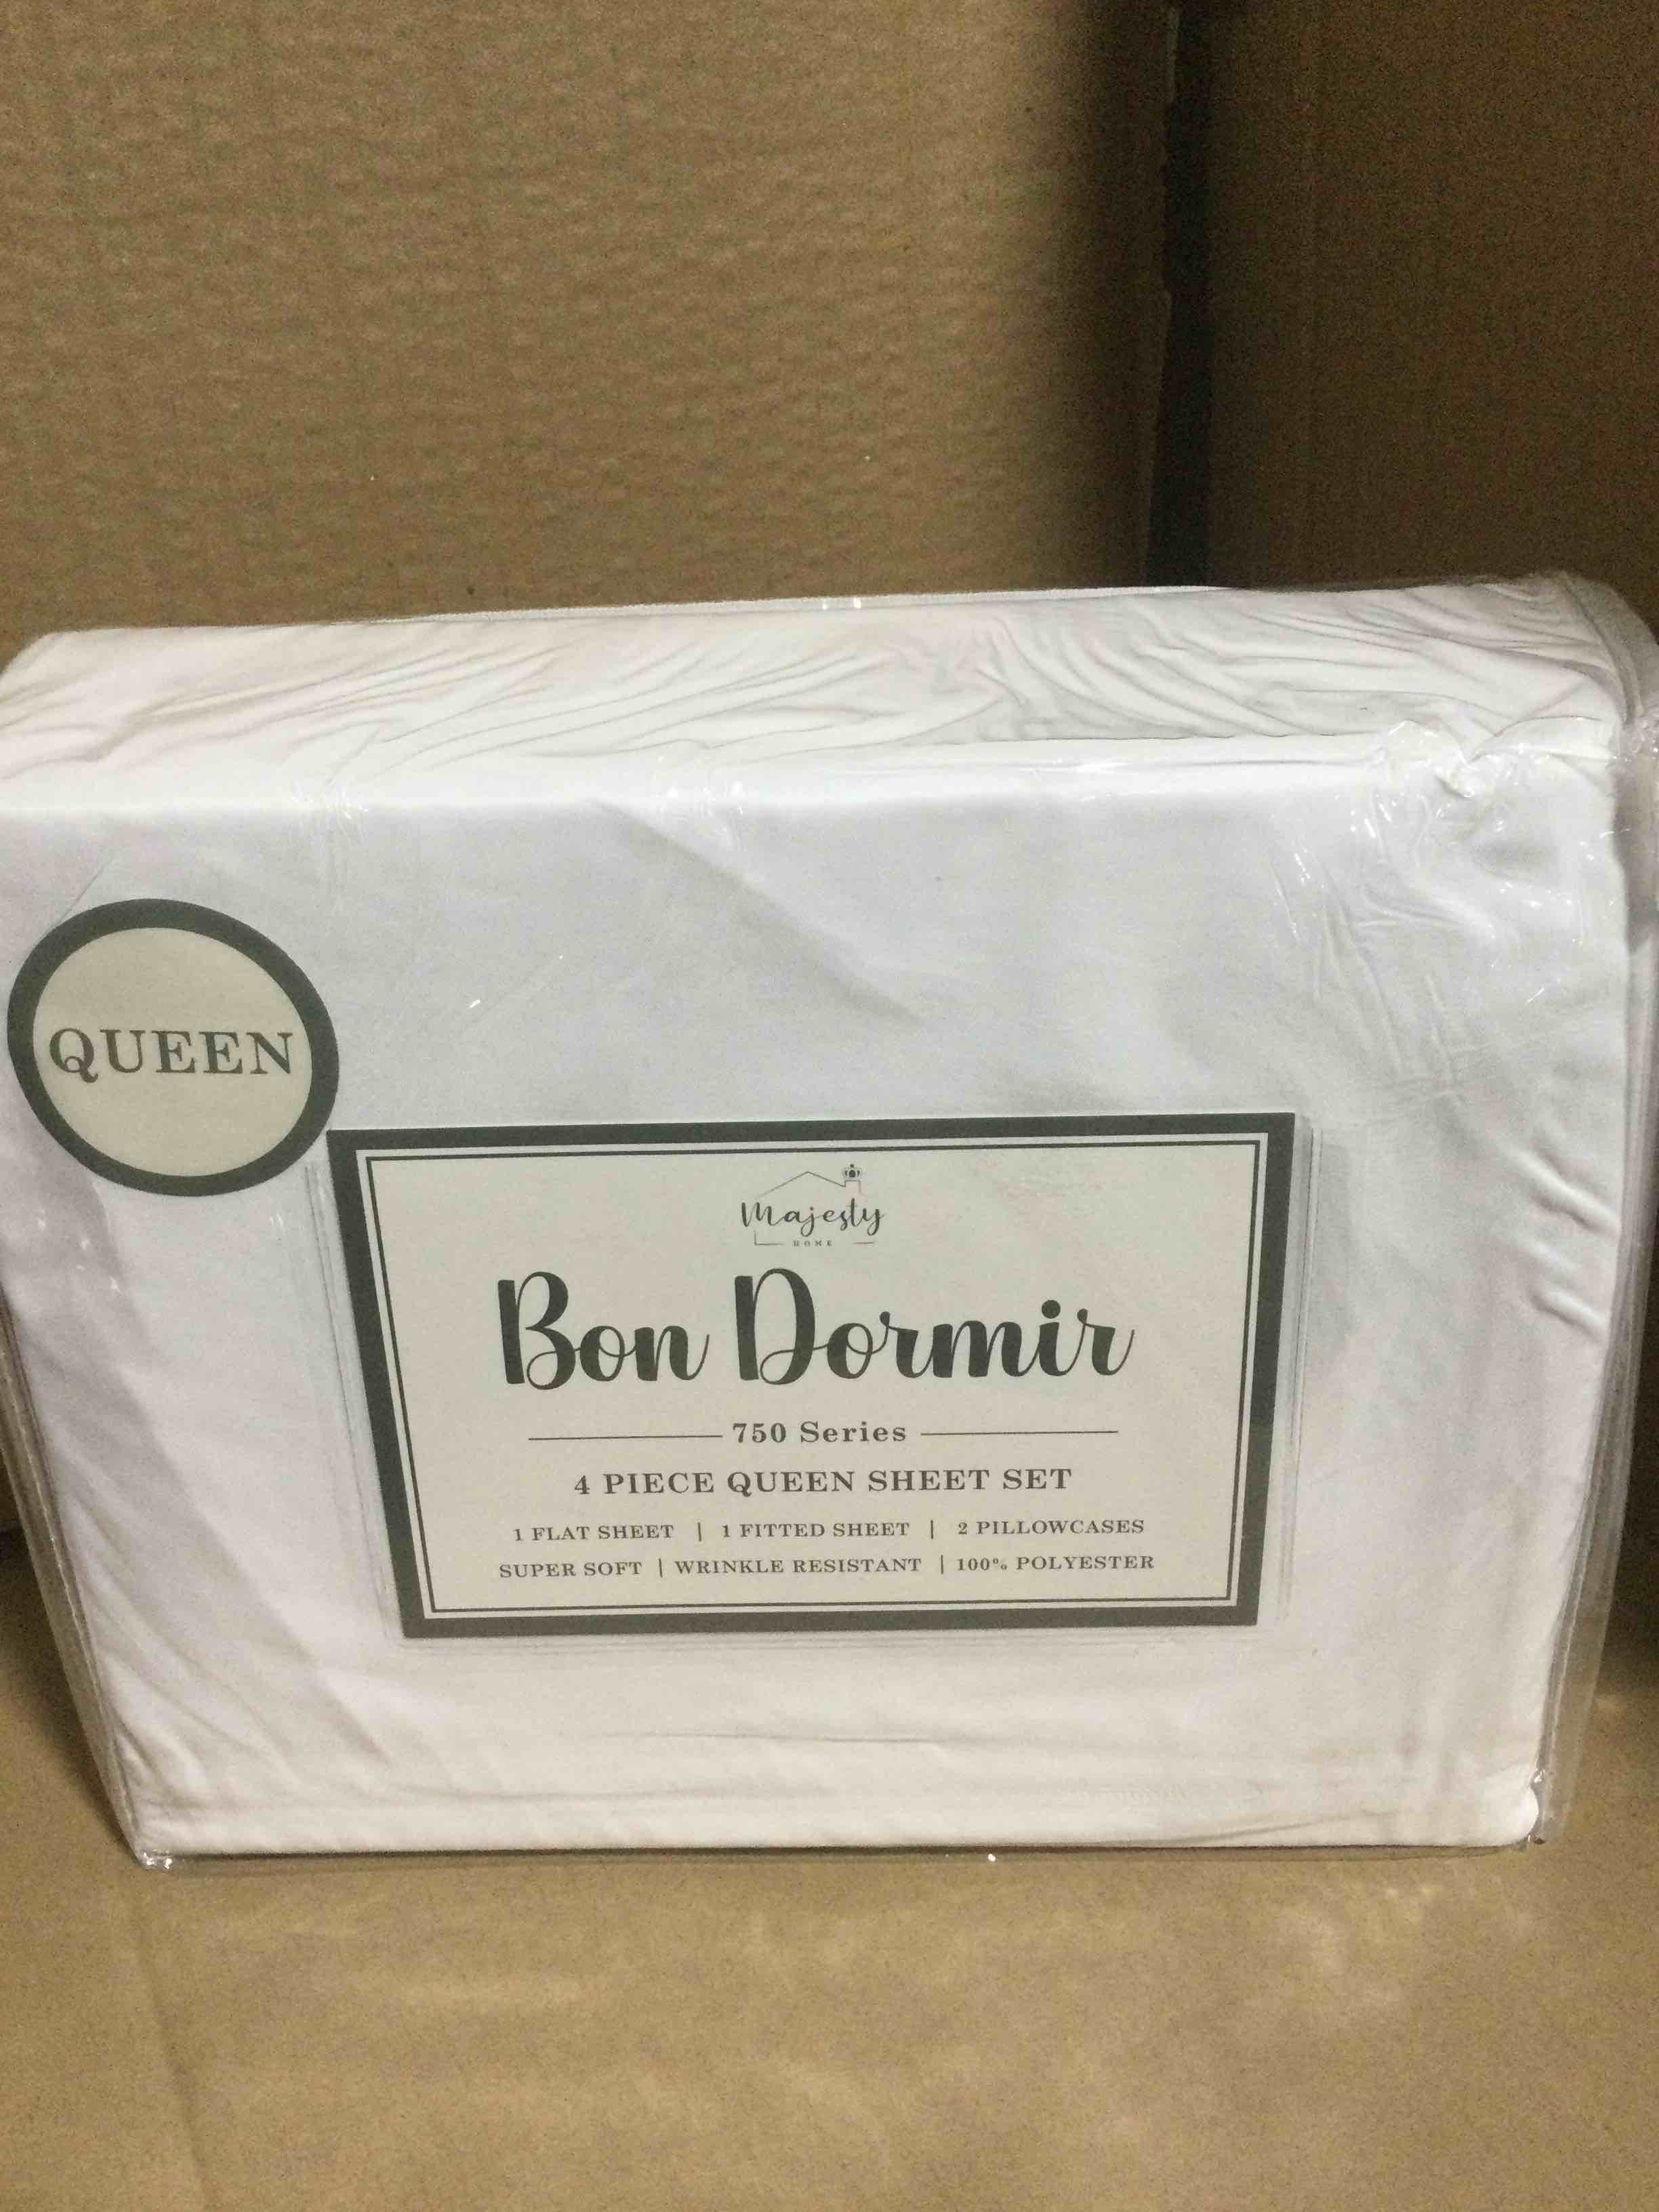 QUEEN
Majesty
HOME
Bon Dormir
750 Series
4 PIECE QUEEN SHEET SET
1 FLAT SHEET | 1 FITTED SHEET | 2 PILLOWCASES
SUPER SOFT | WRINKLE RESISTANT | 100% POLYESTER